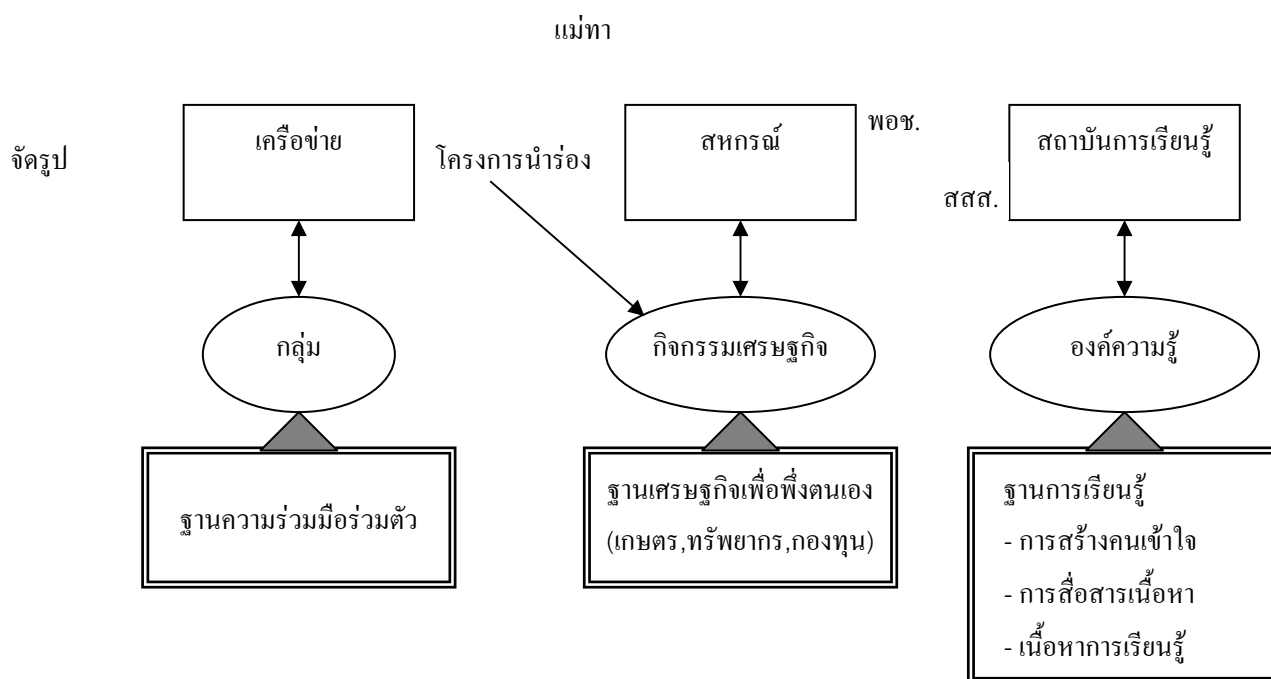 แม่ทา
จัดรูป
เครือข่าย
โครงการนำร่อง
สหกรณ์
พอช.
สสส.
สถาบันการเรียนรู้
กลุ่ม
กิจกรรมเศรษฐกิจ
องค์ความรู้
ฐานความร่วมมือร่วมตัว
ฐานเศรษฐกิจเพื่อพึ่งตนเอง
(เกษตร,ทรัพยากร,กองทุน)
ฐานการเรียนรู้
- การสร้างคนเข้าใจ
- การสื่อสารเนื้อหา
- เนื้อหาการเรียนรู้